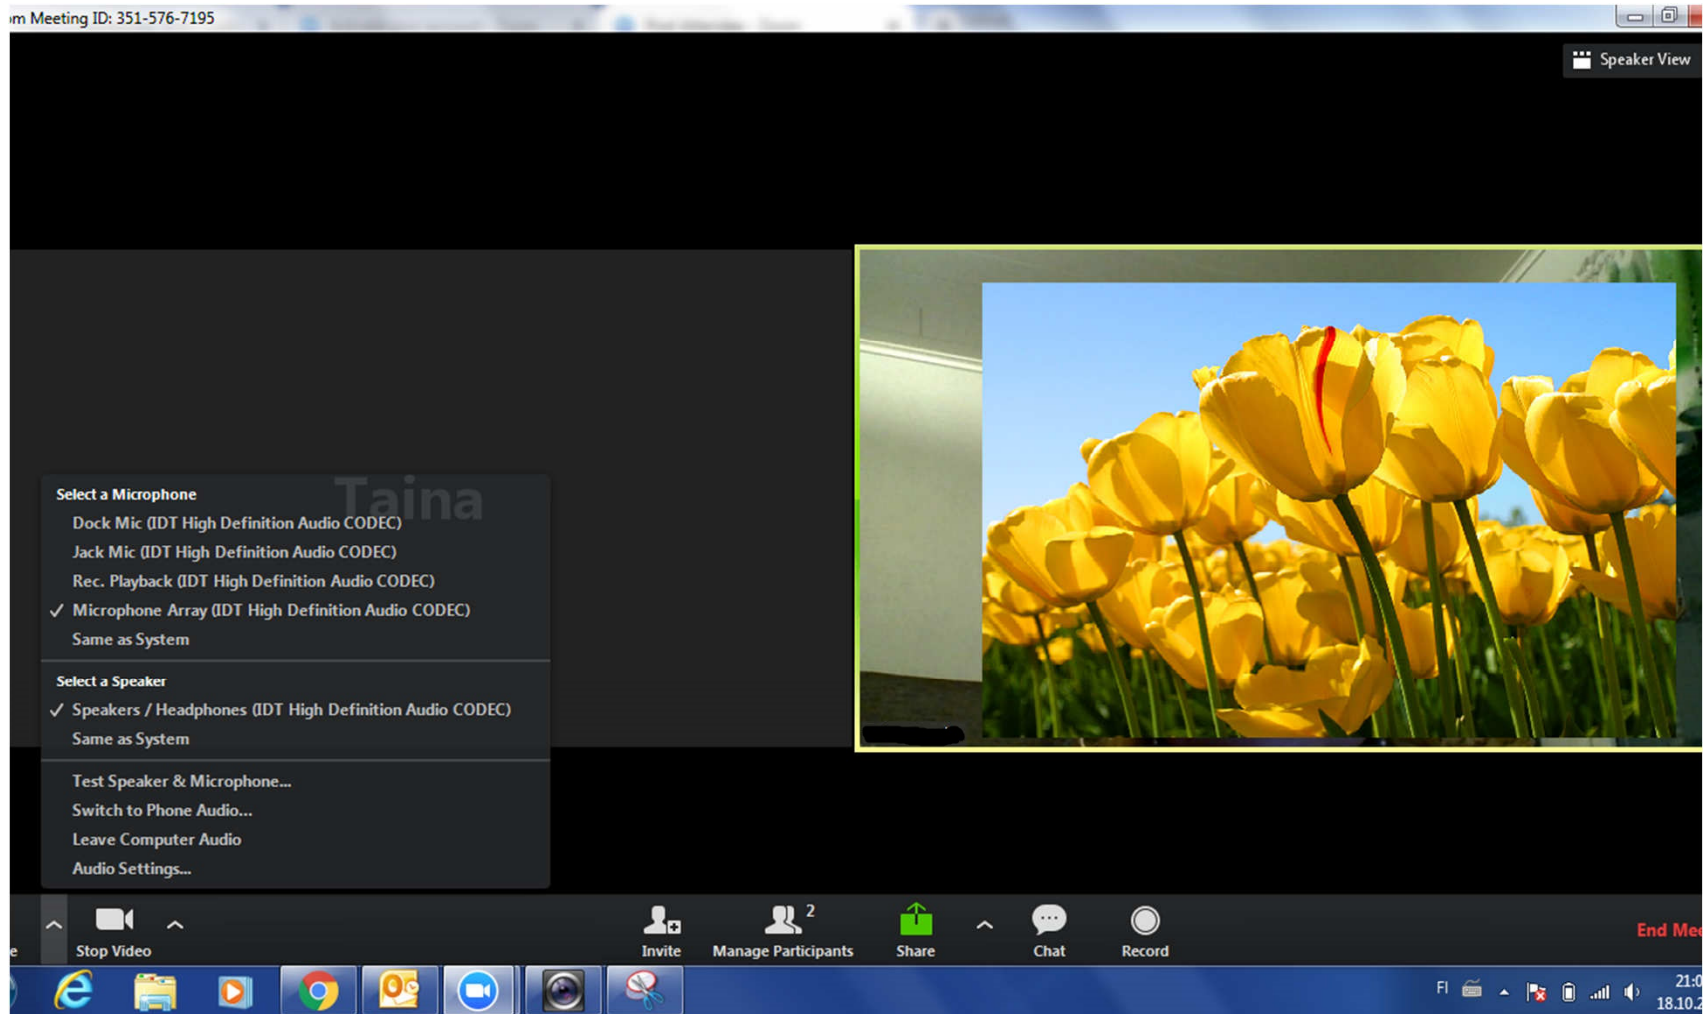 om Meeting ID: 351-576-7195
Speaker View
Taina
Select a Microphone
Dock Mic (IDT High Definition Audio CODEC)
Jack Mic (IDT High Definition Audio CODEC)
Rec. Playback (IDT High Definition Audio CODEC)
✓ Microphone Array (IDT High Definition Audio CODEC)
Same as System
Select a Speaker
✓ Speakers / Headphones (IDT High Definition Audio CODEC)
Same as System
Test Speaker & Microphone...
Switch to Phone Audio...
Leave Computer Audio
Audio Settings...
e
Stop Video
Invite
2
Manage Participants
Share
Chat
Record
End Mee
FI
21:0
18.10.2